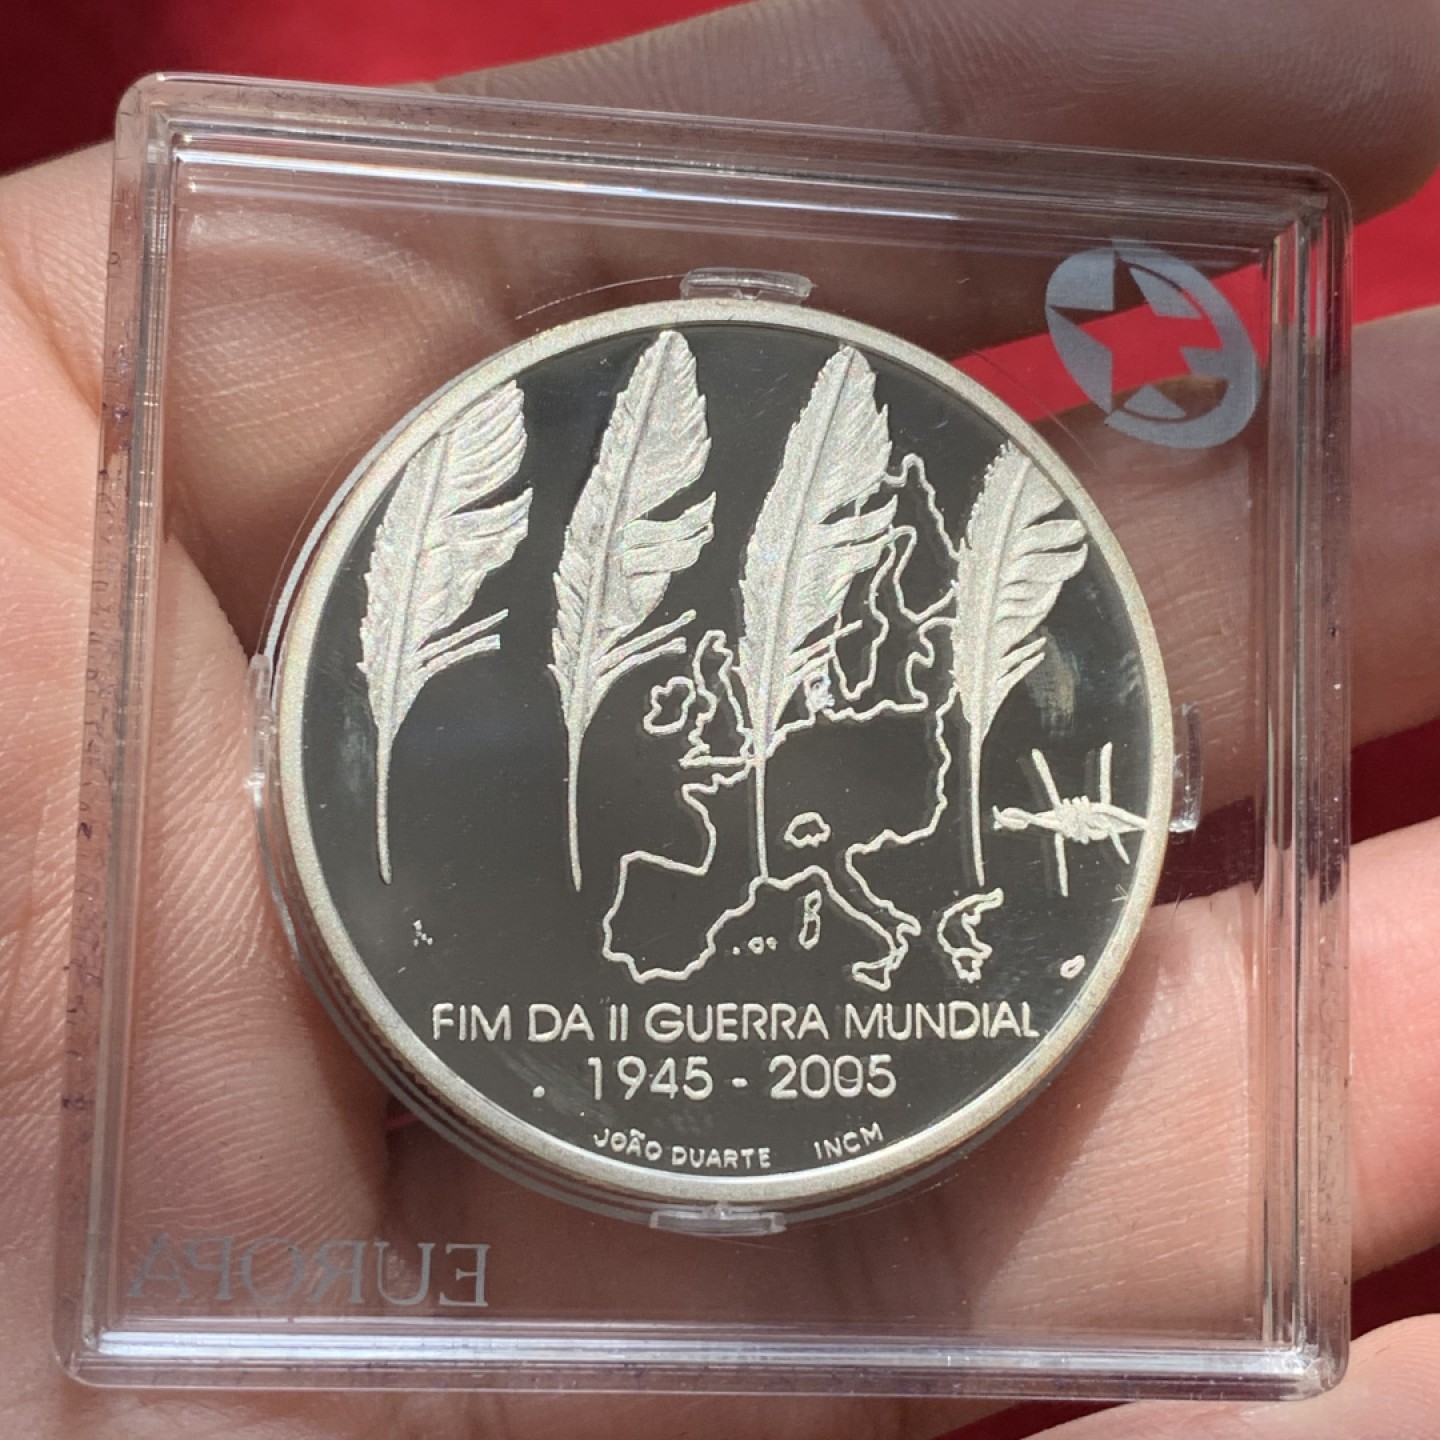 FIM DA II GUERRA MUNDIAL
1945 - 2005
JOÃO DUARTE INCM
EUROPA